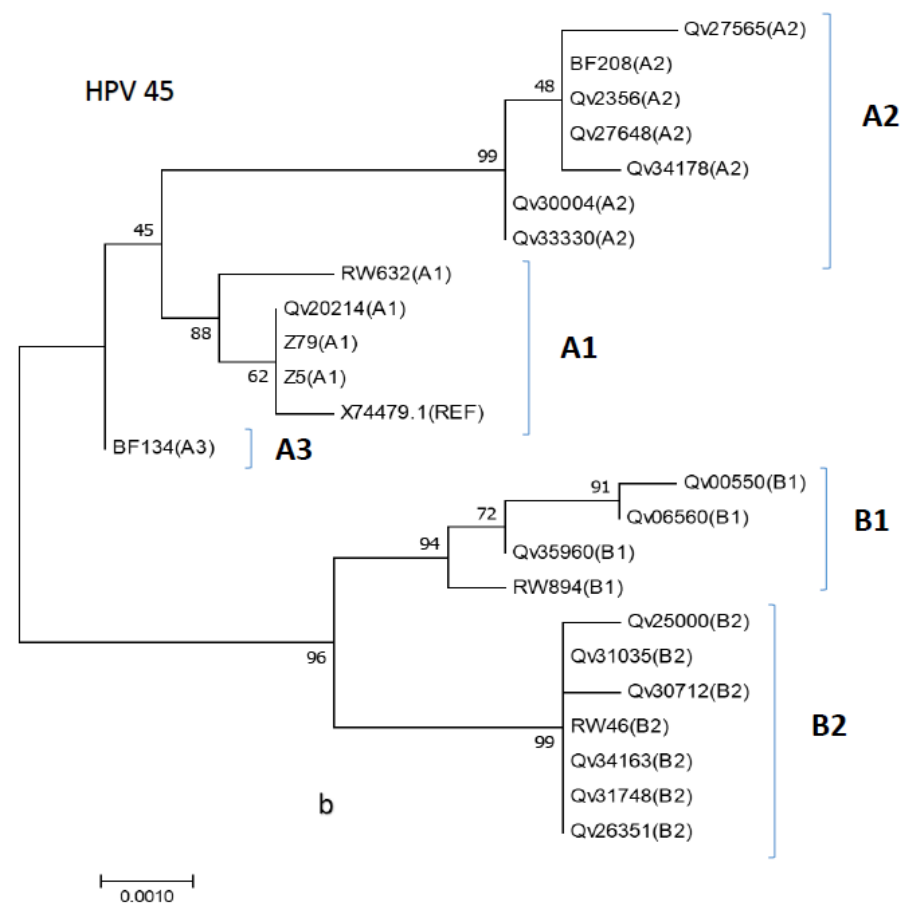 Qv27565(A2)
HPV 45
BF208(A2)
48
Qv2356(A2)
A2
Qv27648(A2)
99
Qv34178(A2)
Qv30004(A2)
45
Qv33330(A2)
RW632(A1)
Qv20214(A1)
88
Z79(A1)
A1
62
Z5(A1)
X74479.1(REF)
BF134(A3)
A3
91
Qv00550(B1)
72
Qv06560(B1)
B1
94
Qv35960(B1)
RW894(B1)
Qv25000(B2)
96
Qv31035(B2)
Qv30712(B2)
RW46(B2)
B2
99
Qv34163(B2)
b
Qv31748(B2)
Qv26351(B2)
0.0010